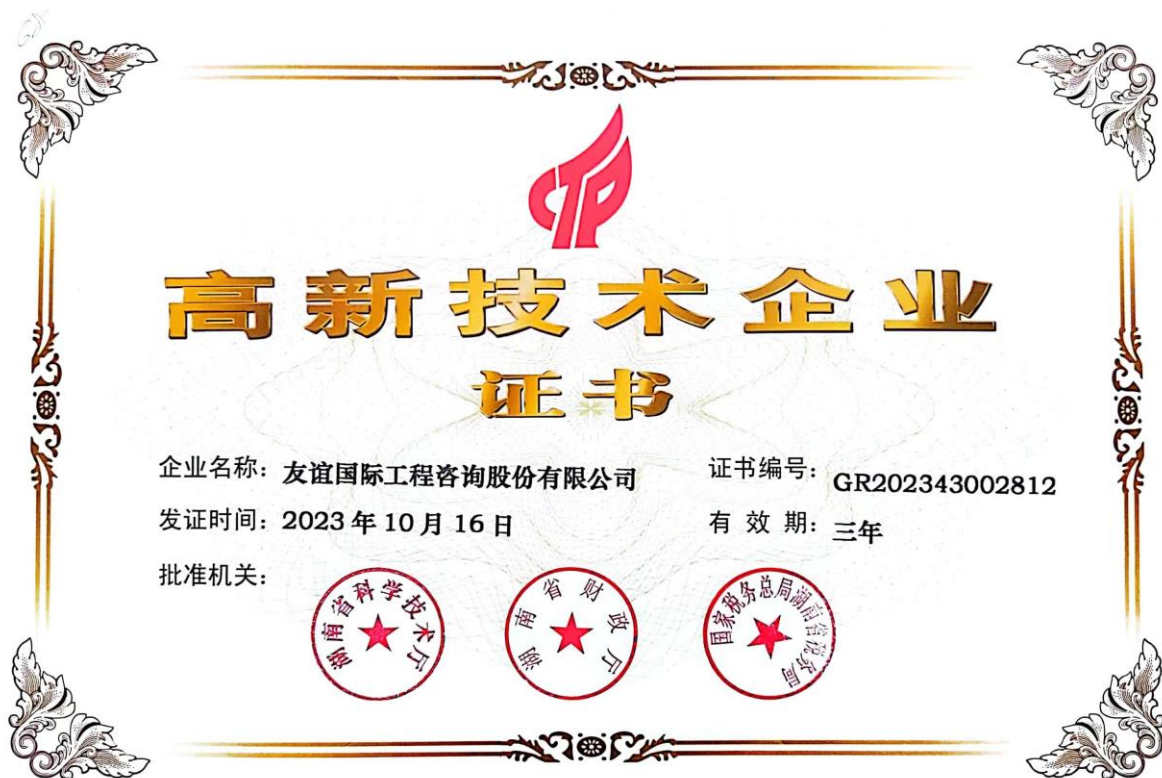 CTP
高新技术企业
证书
企业名称：友谊国际工程咨询股份有限公司
证书编号：GR202343002812
发证时间：2023年10月16日
有效期：三年
批准机关：
湖南省科学技术厅
湖南省财政厅
国家税务总局湖南省税务局